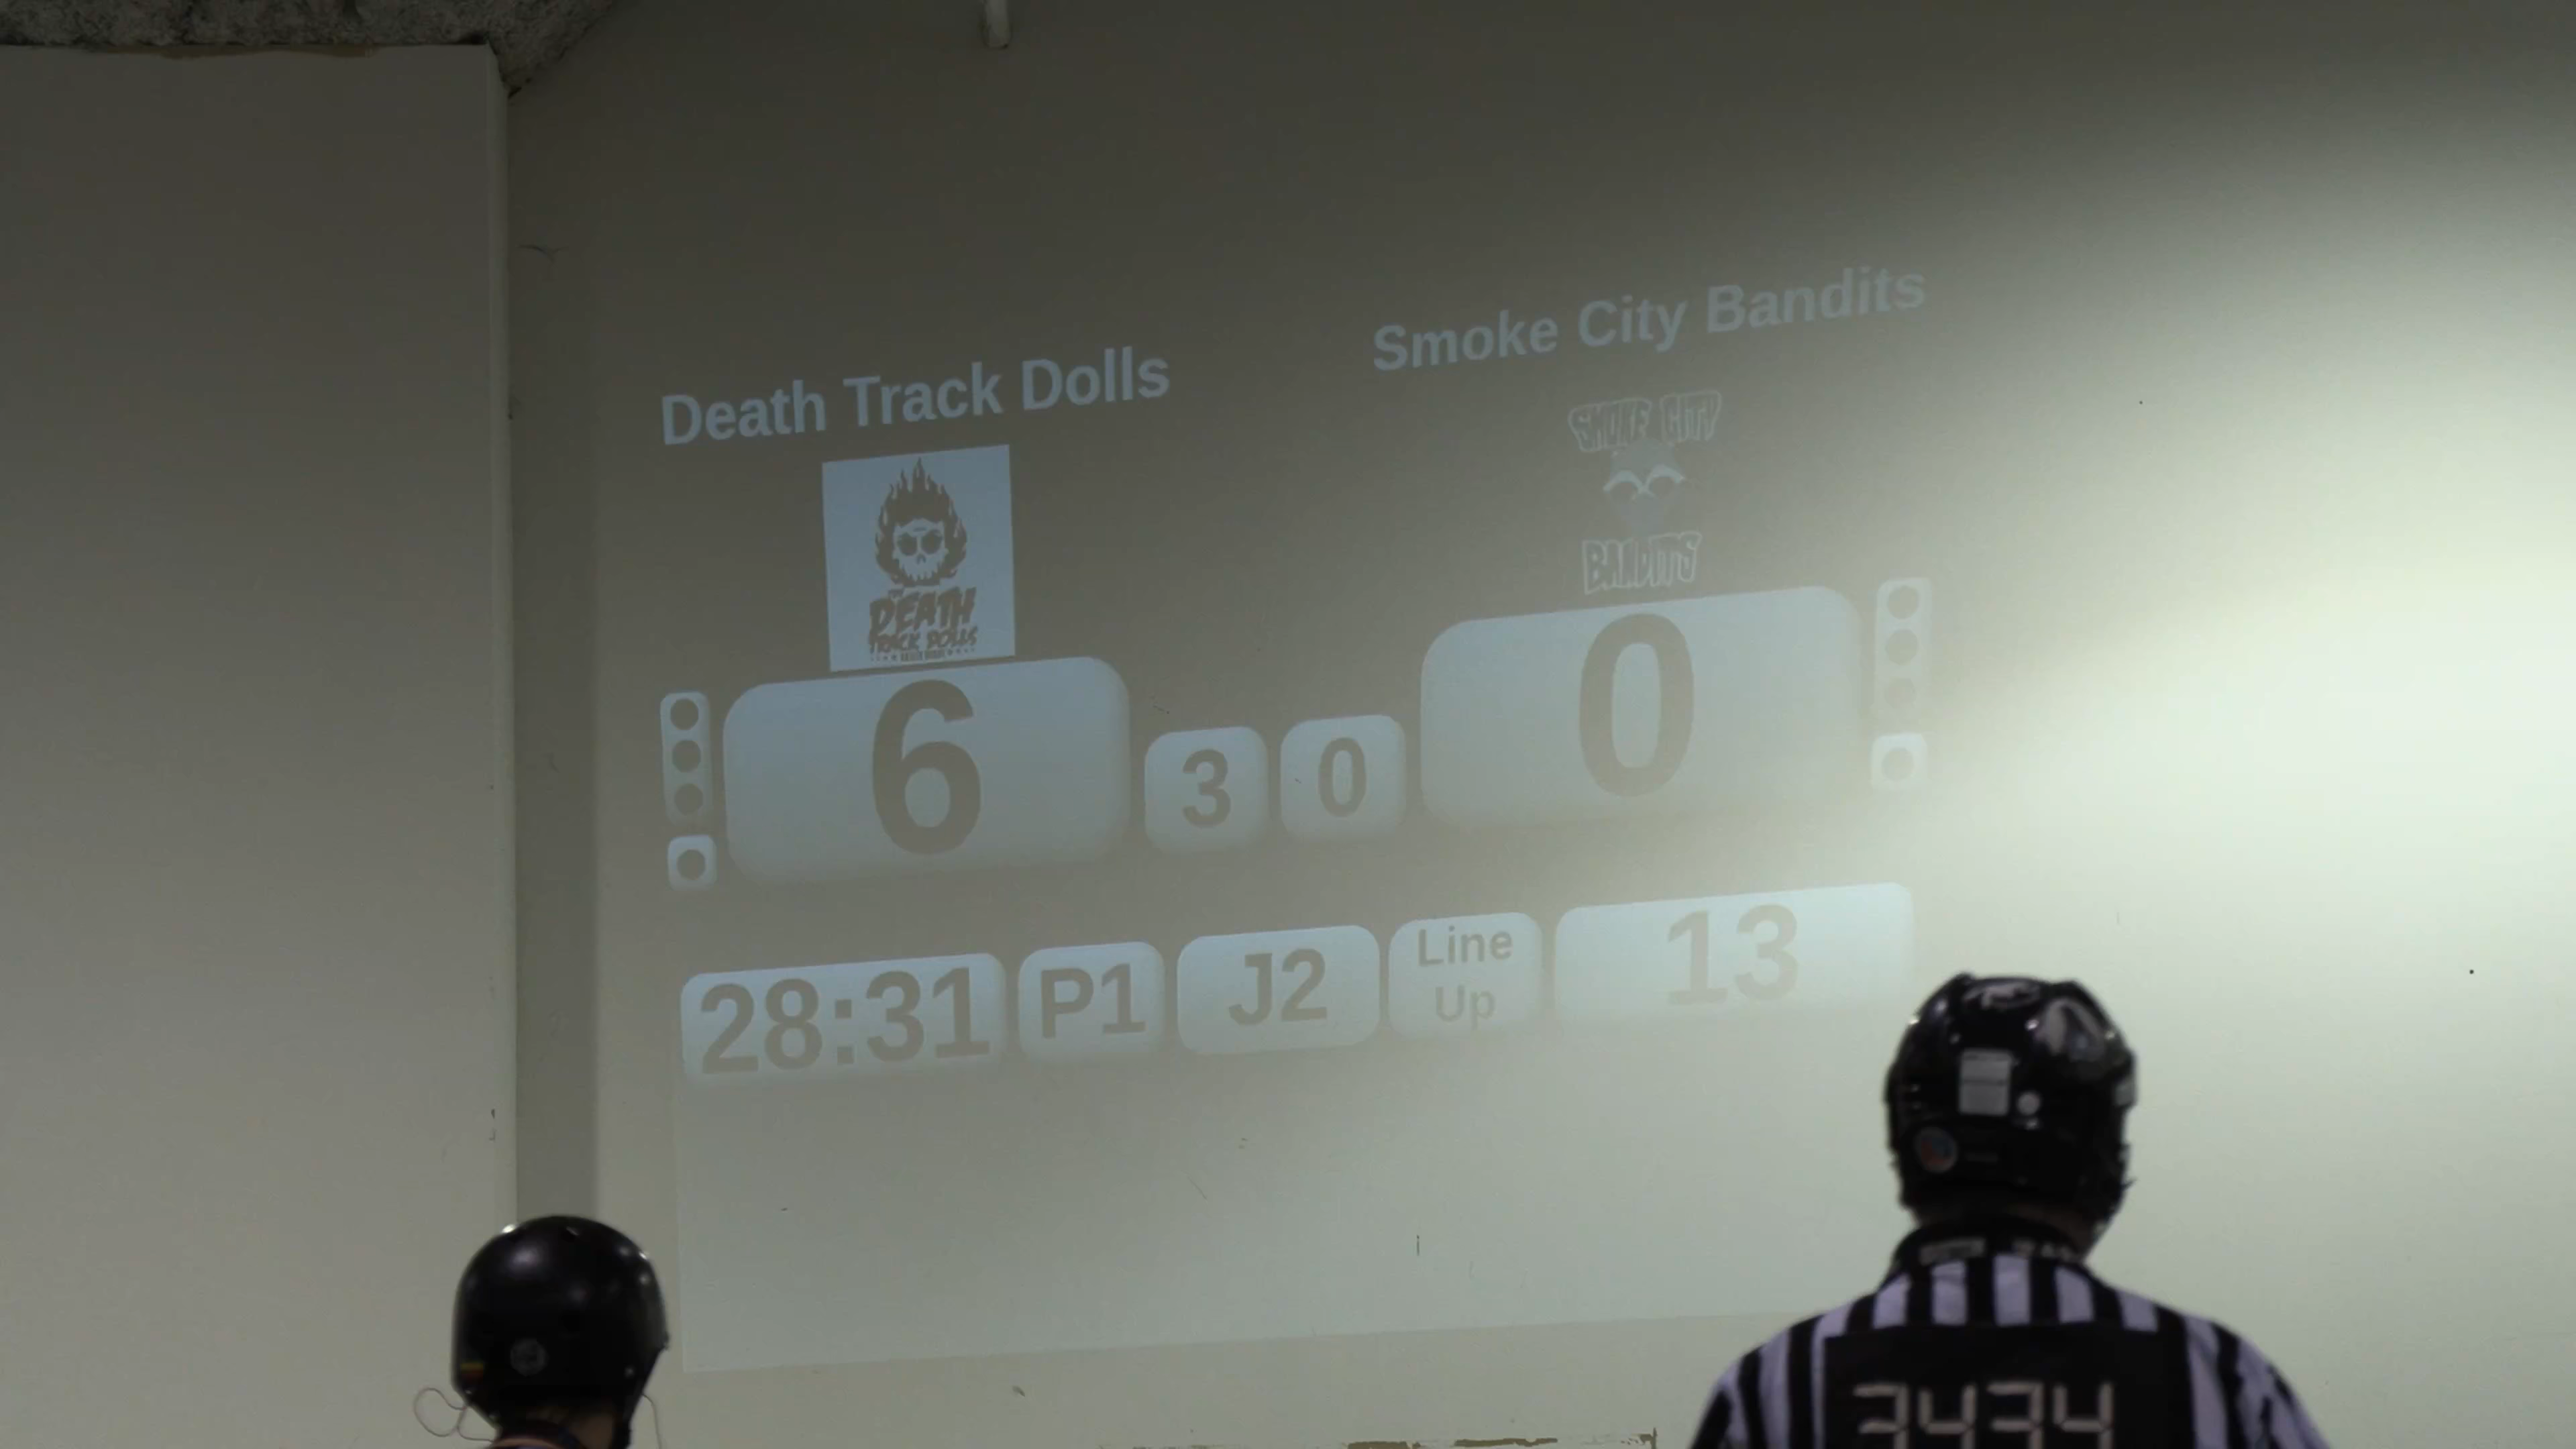 Death Track Dolls
Smoke City Bandits
SMOKE CITY
BANDITS
THE
DEATH
TRACK DOLLS
6
3
0
0
28:31
P1
J2
Line
Up
13
3434